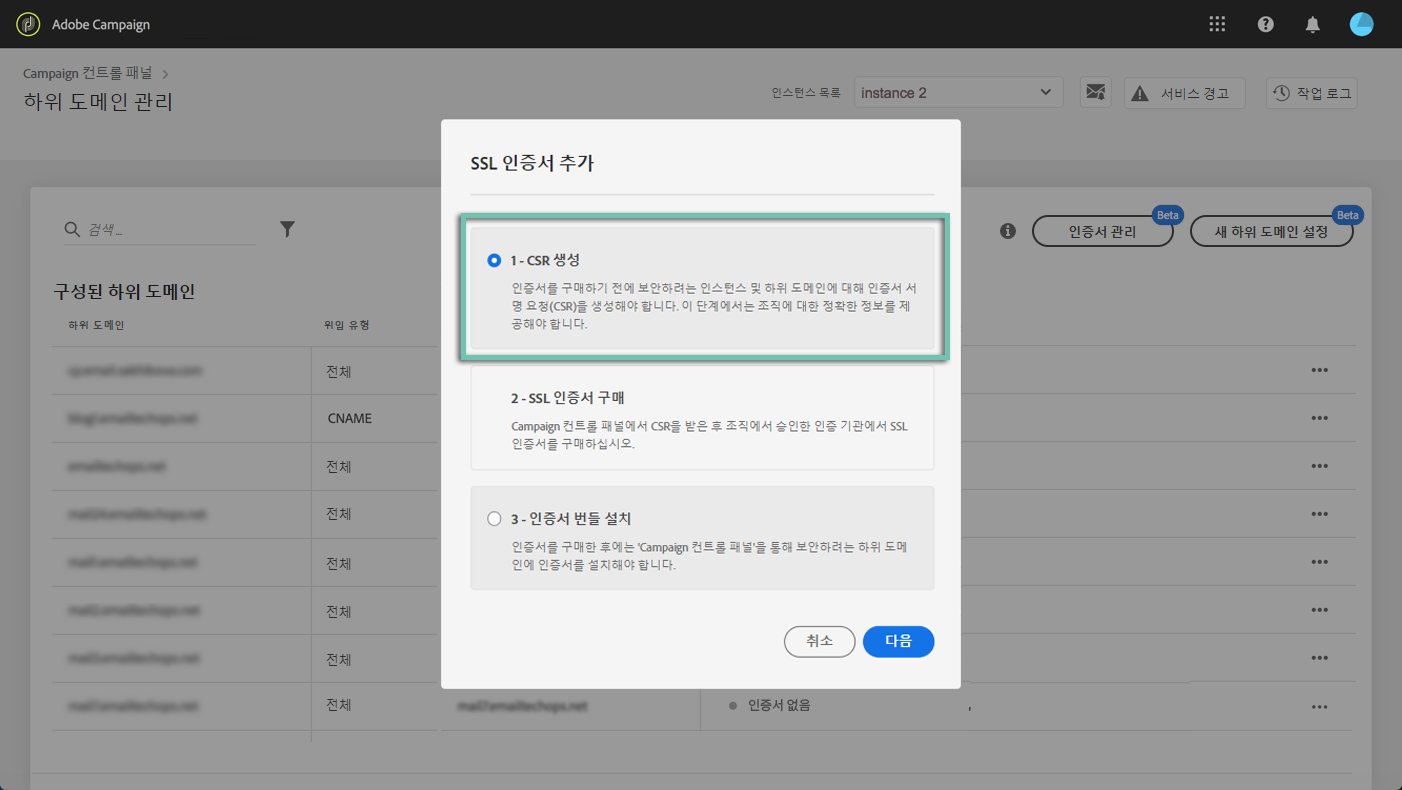 Adobe Campaign
Campaign 컨트롤 패널
하위 도메인 관리
인스턴스 목록
instance 2
서비스 경고
작업 로그
SSL 인증서 추가
검색...
Beta
Beta
인증서 관리
새 하위 도메인 설정
1 - CSR 생성
인증서를 구매하기 전에 보안하려는 인스턴스 및 하위 도메인에 대해 인증서 서
명 요청(CSR)을 생성해야 합니다. 이 단계에서는 조직에 대한 정확한 정보를 제
공해야 합니다.
구성된 하위 도메인
하위 도메인
위임 유형
전체
CNAME
전체
전체
전체
전체
전체
전체
2 - SSL 인증서 구매
Campaign 컨트롤 패널에서 CSR을 받은 후 조직에서 승인한 인증 기관에서 SSL
인증서를 구매하십시오.
3 - 인증서 번들 설치
인증서를 구매한 후에는 'Campaign 컨트롤 패널'을 통해 보안하려는 하위 도메
인에 인증서를 설치해야 합니다.
취소
다음
인증서 없음